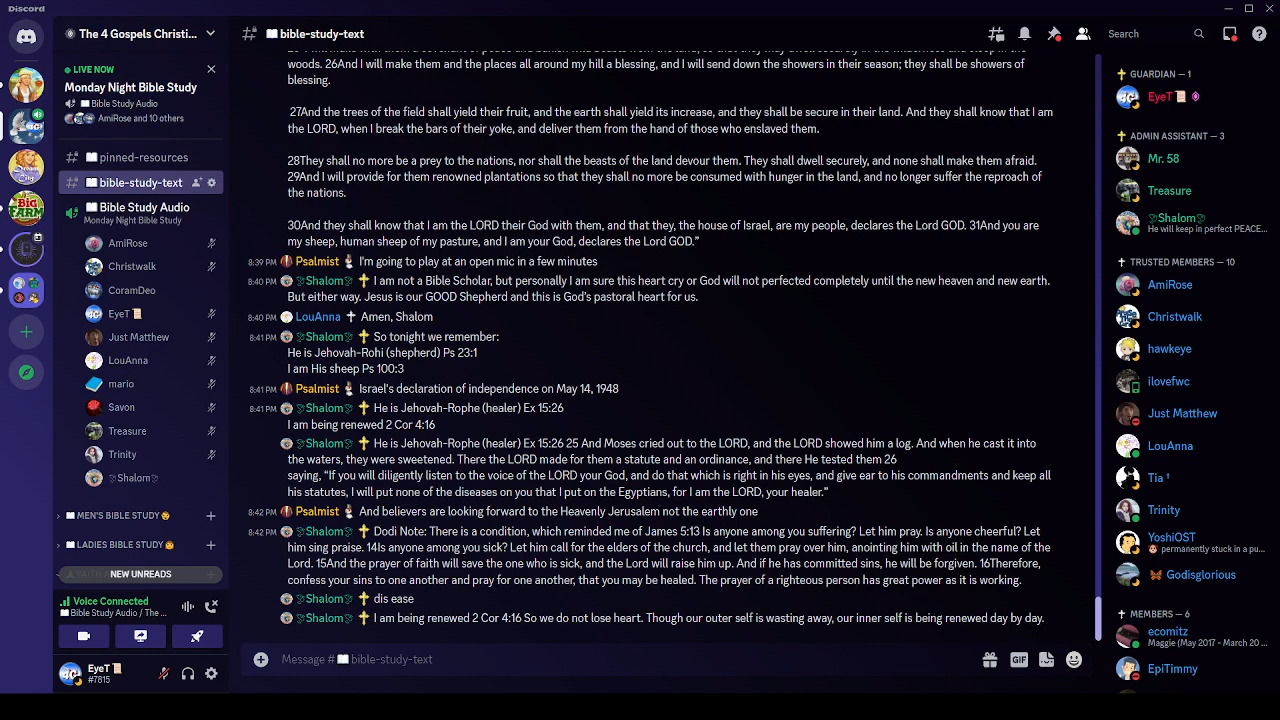 Discord
The 4 Gospels Christi...
bible-study-text
Search
LIVE NOW
Monday Night Bible Study
Bible Study Audio
AmiRose and 10 others
pinned-resources
bible-study-text
Bible Study Audio
Monday Night Bible Study
AmiRose
Christwalk
CoramDeo
EyeT
Just Matthew
LouAnna
mario
Savon
Treasure
Trinity
Shalom
MEN'S BIBLE STUDY
LADIES BIBLE STUDY
NEW UNREADS
Voice Connected
Bible Study Audio / The ...
EyeT
#7815
woods. 26And I will make them and the places all around my hill a blessing, and I will send down the showers in their season; they shall be showers of
blessing.
27And the trees of the field shall yield their fruit, and the earth shall yield its increase, and they shall be secure in their land. And they shall know that I am
the LORD, when I break the bars of their yoke, and deliver them from the hand of those who enslaved them.
28They shall no more be a prey to the nations, nor shall the beasts of the land devour them. They shall dwell securely, and none shall make them afraid.
29And I will provide for them renowned plantations so that they shall no more be consumed with hunger in the land, and no longer suffer the reproach of
the nations.
30And they shall know that I am the LORD their God with them, and that they, the house of Israel, are my people, declares the Lord GOD. 31And you are
my sheep, human sheep of my pasture, and I am your God, declares the Lord GOD.”
8:39 PM Psalmist I'm going to play at an open mic in a few minutes
8:40 PM Shalom I am not a Bible Scholar, but personally I am sure this heart cry or God will not perfected completely until the new heaven and new earth.
But either way. Jesus is our GOOD Shepherd and this is God’s pastoral heart for us.
8:40 PM LouAnna Amen, Shalom
8:41 PM Shalom So tonight we remember:
He is Jehovah-Rohi (shepherd) Ps 23:1
I am His sheep Ps 100:3
8:41 PM Psalmist Israel's declaration of independence on May 14, 1948
8:41 PM Shalom He is Jehovah-Rophe (healer) Ex 15:26
I am being renewed 2 Cor 4:16
Shalom He is Jehovah-Rophe (healer) Ex 15:26 25 And Moses cried out to the LORD, and the LORD showed him a log. And when he cast it into
the waters, they were sweetened. There the LORD made for them a statute and an ordinance, and there He tested them 26
saying, “If you will diligently listen to the voice of the LORD your God, and do that which is right in his eyes, and give ear to his commandments and keep all
his statutes, I will put none of the diseases on you that I put on the Egyptians, for I am the LORD, your healer.”
8:42 PM Psalmist And believers are looking forward to the Heavenly Jerusalem not the earthly one
8:42 PM Shalom Dodi Note: There is a condition, which reminded me of James 5:13 Is anyone among you suffering? Let him pray. Is anyone cheerful? Let
him sing praise. 14Is anyone among you sick? Let him call for the elders of the church, and let them pray over him, anointing him with oil in the name of the
Lord. 15And the prayer of faith will save the one who is sick, and the Lord will raise him up. And if he has committed sins, he will be forgiven. 16Therefore,
confess your sins to one another and pray for one another, that you may be healed. The prayer of a righteous person has great power as it is working.
Shalom dis ease
Shalom I am being renewed 2 Cor 4:16 So we do not lose heart. Though our outer self is wasting away, our inner self is being renewed day by day.
Message # bible-study-text
GIF
GUARDIAN — 1
EyeT
ADMIN ASSISTANT — 3
Mr. 58
Treasure
Shalom
He will keep in perfect PEACE...
TRUSTED MEMBERS — 10
AmiRose
Christwalk
hawkeye
ilovefwc
Just Matthew
LouAnna
Tia †
Trinity
YoshiOST
permanently stuck in a pu...
Godisglorious
MEMBERS — 6
ecomitz
Maggie (May 2017 - March 20 ...
EpiTimmy